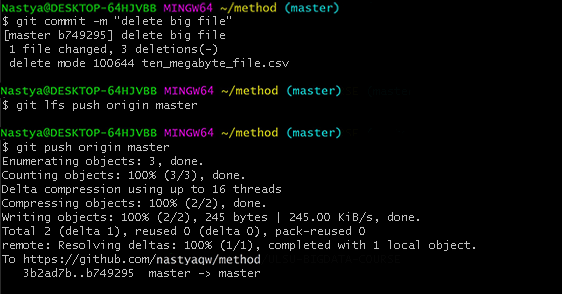 Nastya@DESKTOP-64HJVBB MINGW64 ~/method (master)
$ git commit -m "delete big file"
[master b749295] delete big file
 1 file changed, 3 deletions(-)
 delete mode 100644 ten_megabyte_file.csv

Nastya@DESKTOP-64HJVBB MINGW64 ~/method (master)
$ git lfs push origin master

Nastya@DESKTOP-64HJVBB MINGW64 ~/method (master)
$ git push origin master
Enumerating objects: 3, done.
Counting objects: 100% (3/3), done.
Delta compression using up to 16 threads
Compressing objects: 100% (2/2), done.
Writing objects: 100% (2/2), 245 bytes | 245.00 KiB/s, done.
Total 2 (delta 1), reused 0 (delta 0), pack-reused 0
remote: Resolving deltas: 100% (1/1), completed with 1 local object.
To https://github.com/nastyaqw/method
   3b2ad7b..b749295  master -> master